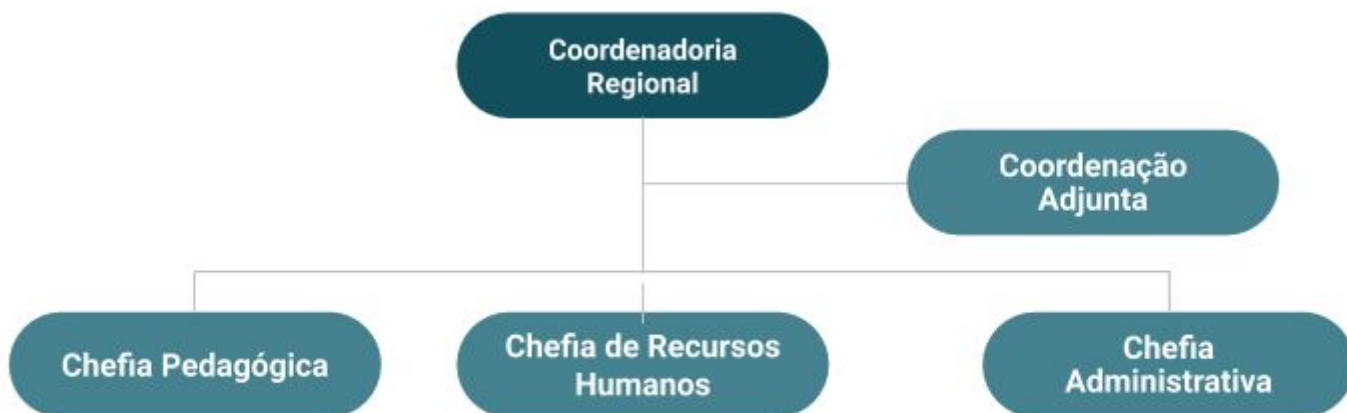 Coordenadoria
Regional
Coordenação
Adjunta
Chefia Pedagógica
Chefia de Recursos
Humanos
Chefia
Administrativa